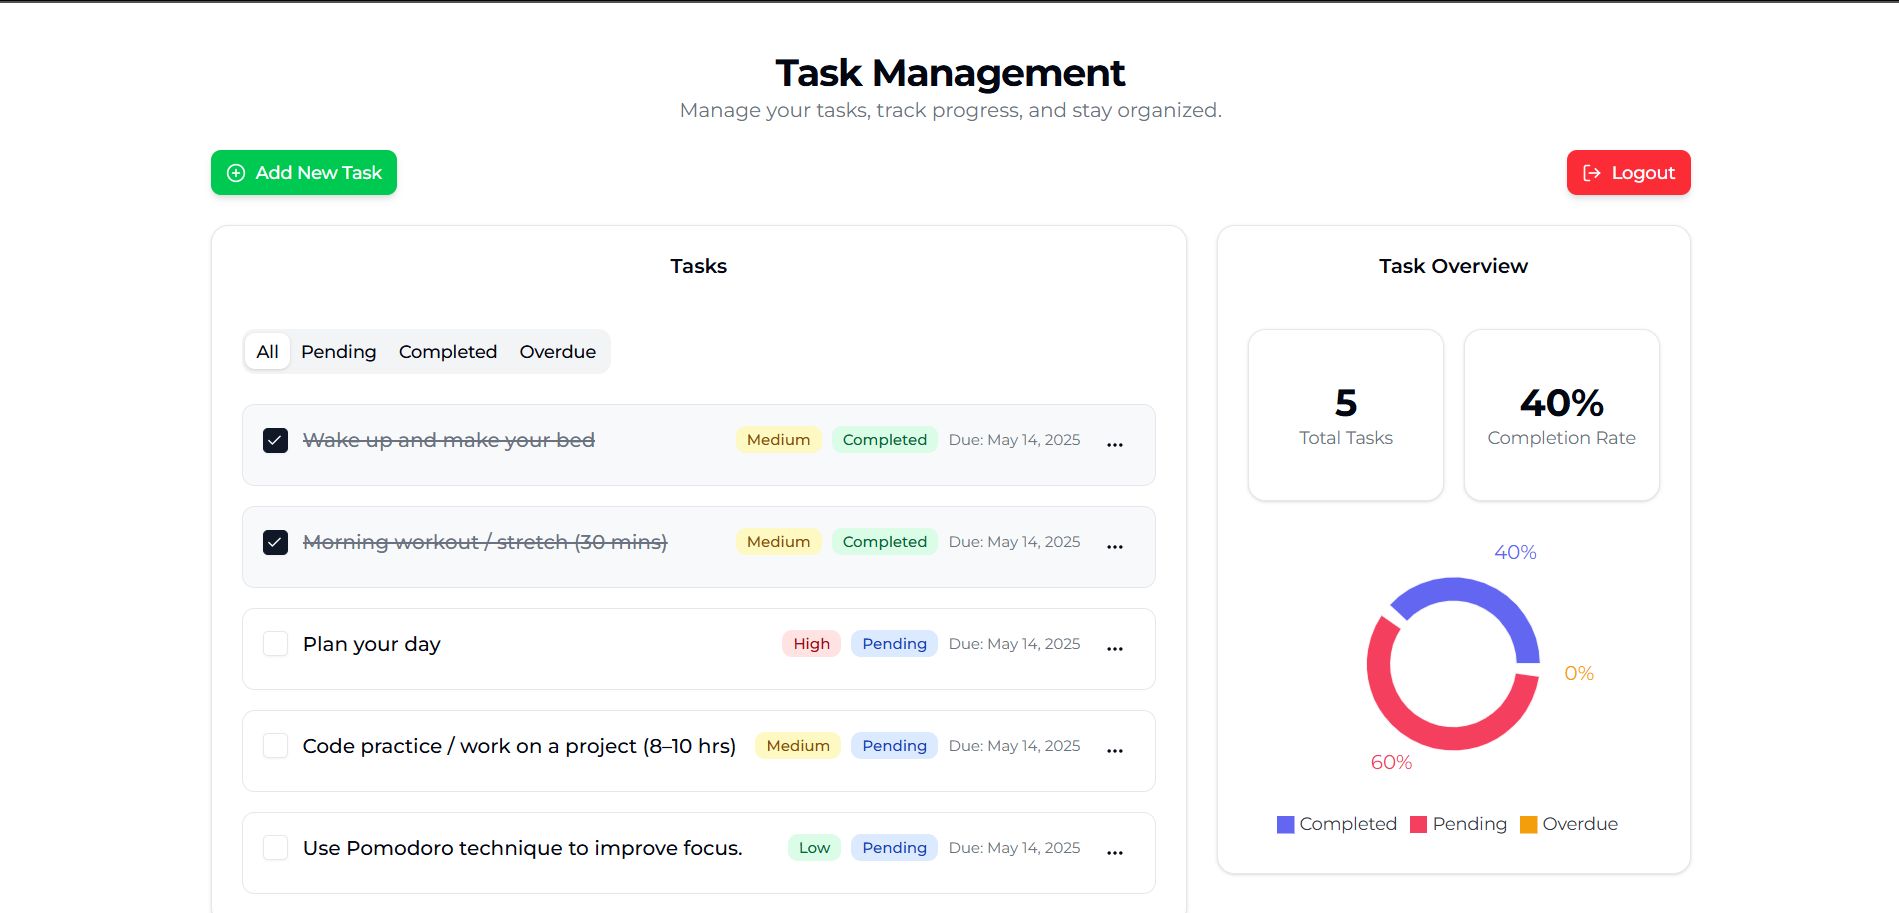 Task Management
Manage your tasks, track progress, and stay organized.
Add New Task
Logout
Tasks
All Pending Completed Overdue
Wake up and make your bed Medium Completed Due: May 14, 2025 ...
Morning workout / stretch (30 mins) Medium Completed Due: May 14, 2025 ...
Plan your day High Pending Due: May 14, 2025 ...
Code practice / work on a project (8–10 hrs) Medium Pending Due: May 14, 2025 ...
Use Pomodoro technique to improve focus. Low Pending Due: May 14, 2025 ...
Task Overview
5
Total Tasks
40%
Completion Rate
40%
0%
60%
Completed Pending Overdue